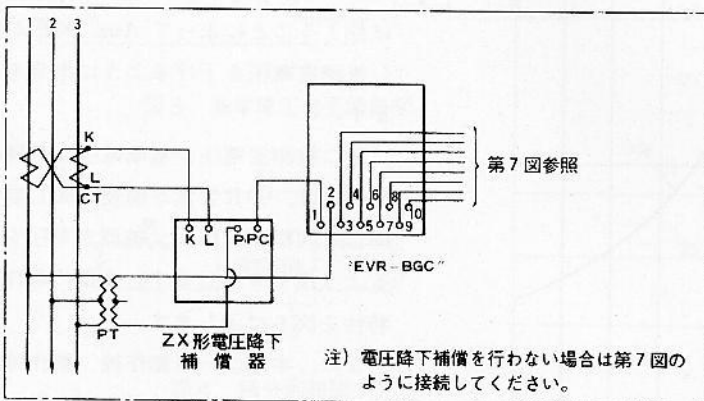 1 2 3
K
L
CT
K L P PC
1 2 3 4 5 6 7 8 9 10
第7図参照
"EVR-BGC"
PT
ZX形電圧降下
補償器
注) 電圧降下補償を行わない場合は第7図の
ように接続してください。